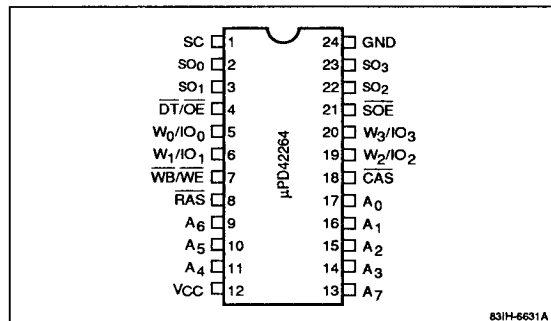 SC 1 24 GND
SO0 2 23 SO3
SO1 3 22 SO2
DT/OE 4 21 SOE
W0/IO0 5 20 W3/IO3
W1/IO1 6 19 W2/IO2
WB/WE 7 18 CAS
RAS 8 17 A0
A6 9 16 A1
A5 10 15 A2
A4 11 14 A3
VCC 12 13 A7
μPD42264
83IH-6631A